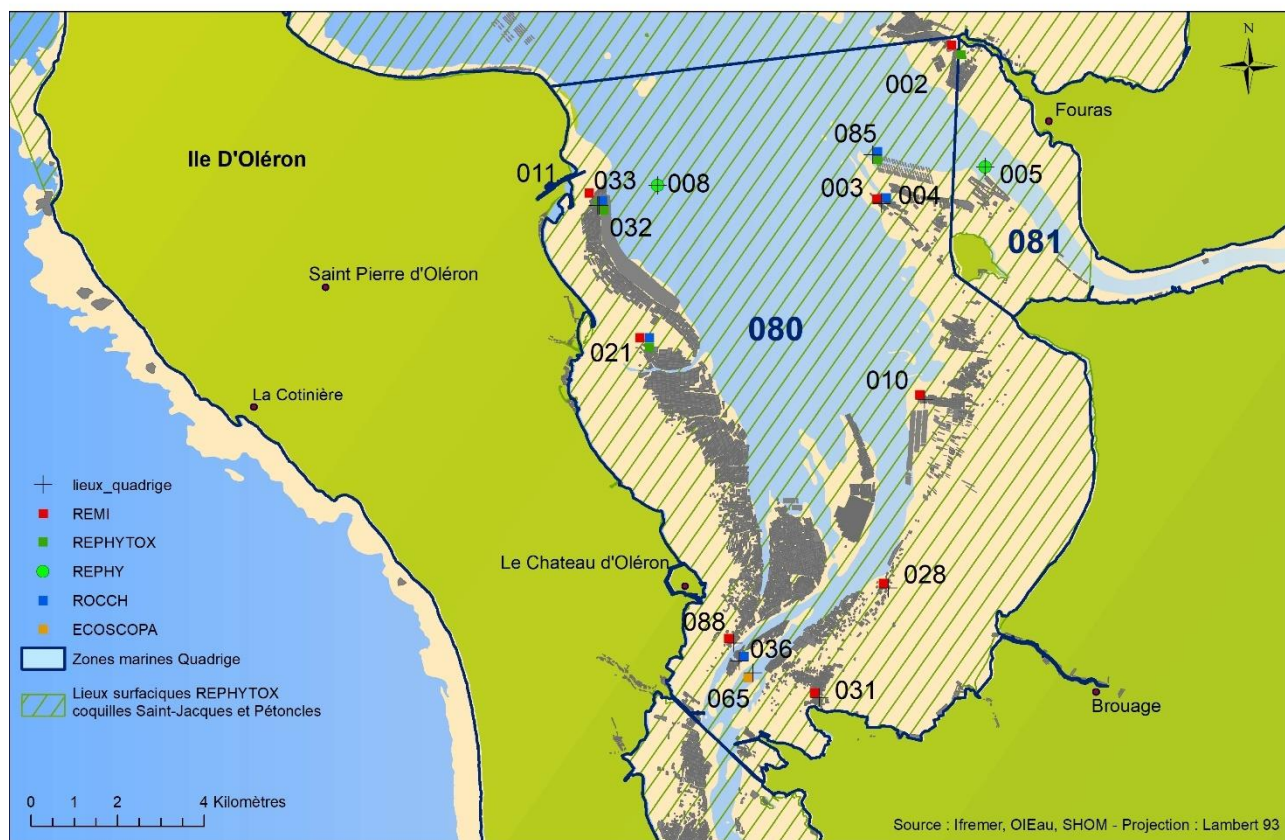 N
002
Fouras
085
Ile D'Oléron
011
033
008
003
004
005
032
081
Saint Pierre d'Oléron
080
021
010
La Cotinière
lieux_quadrige
REMI
REPHYTOX
REPHY
ROCCH
ECOSCOPA
Zones marines Quadrige
Lieux surfaciques REPHYTOX
coquilles Saint-Jacques et Pétoncles
Le Chateau d'Oléron
028
088
036
065
031
Brouage
0 1 2 4 Kilomètres
Source : Ifremer, OIEau, SHOM - Projection : Lambert 93